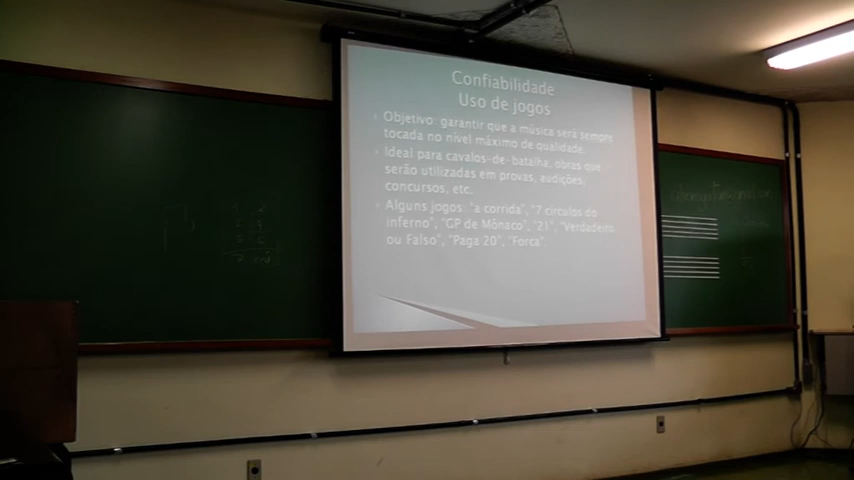 Confiabilidade
Uso de jogos
Objetivo: garantir que a música será sempre
tocada no nível máximo de qualidade.
Ideal para cavalos-de-batalha, obras que
serão utilizadas em provas, audições,
concursos, etc.
Alguns jogos: "a corrida", "7 círculos do
inferno", "GP de Mônaco", "21", "Verdadeiro
ou Falso", "Paga 20", "Forca".